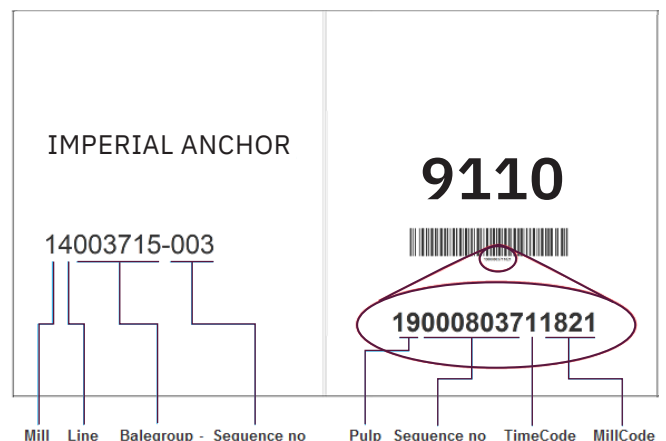 IMPERIAL ANCHOR
14003715-003
Mill Line Balegroup - Sequence no
9110
19000803711821
Pulp Sequence no TimeCode MillCode